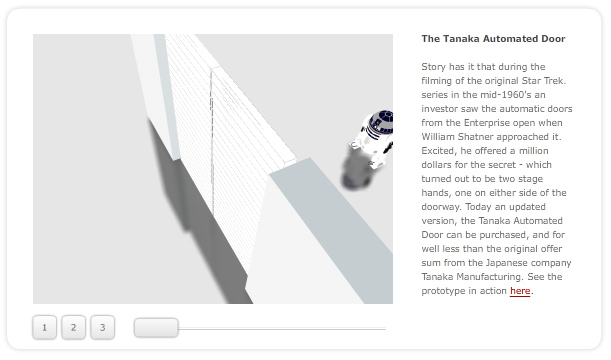 The Tanaka Automated Door
Story has it that during the
filming of the original Star Trek.
series in the mid-1960's an
investor saw the automatic doors
from the Enterprise open when
William Shatner approached it.
Excited, he offered a million
dollars for the secret - which
turned out to be two stage
hands, one on either side of the
doorway. Today an updated
version, the Tanaka Automated
Door can be purchased, and for
well less than the original offer
sum from the Japanese company
Tanaka Manufacturing. See the
prototype in action here.
1 2 3